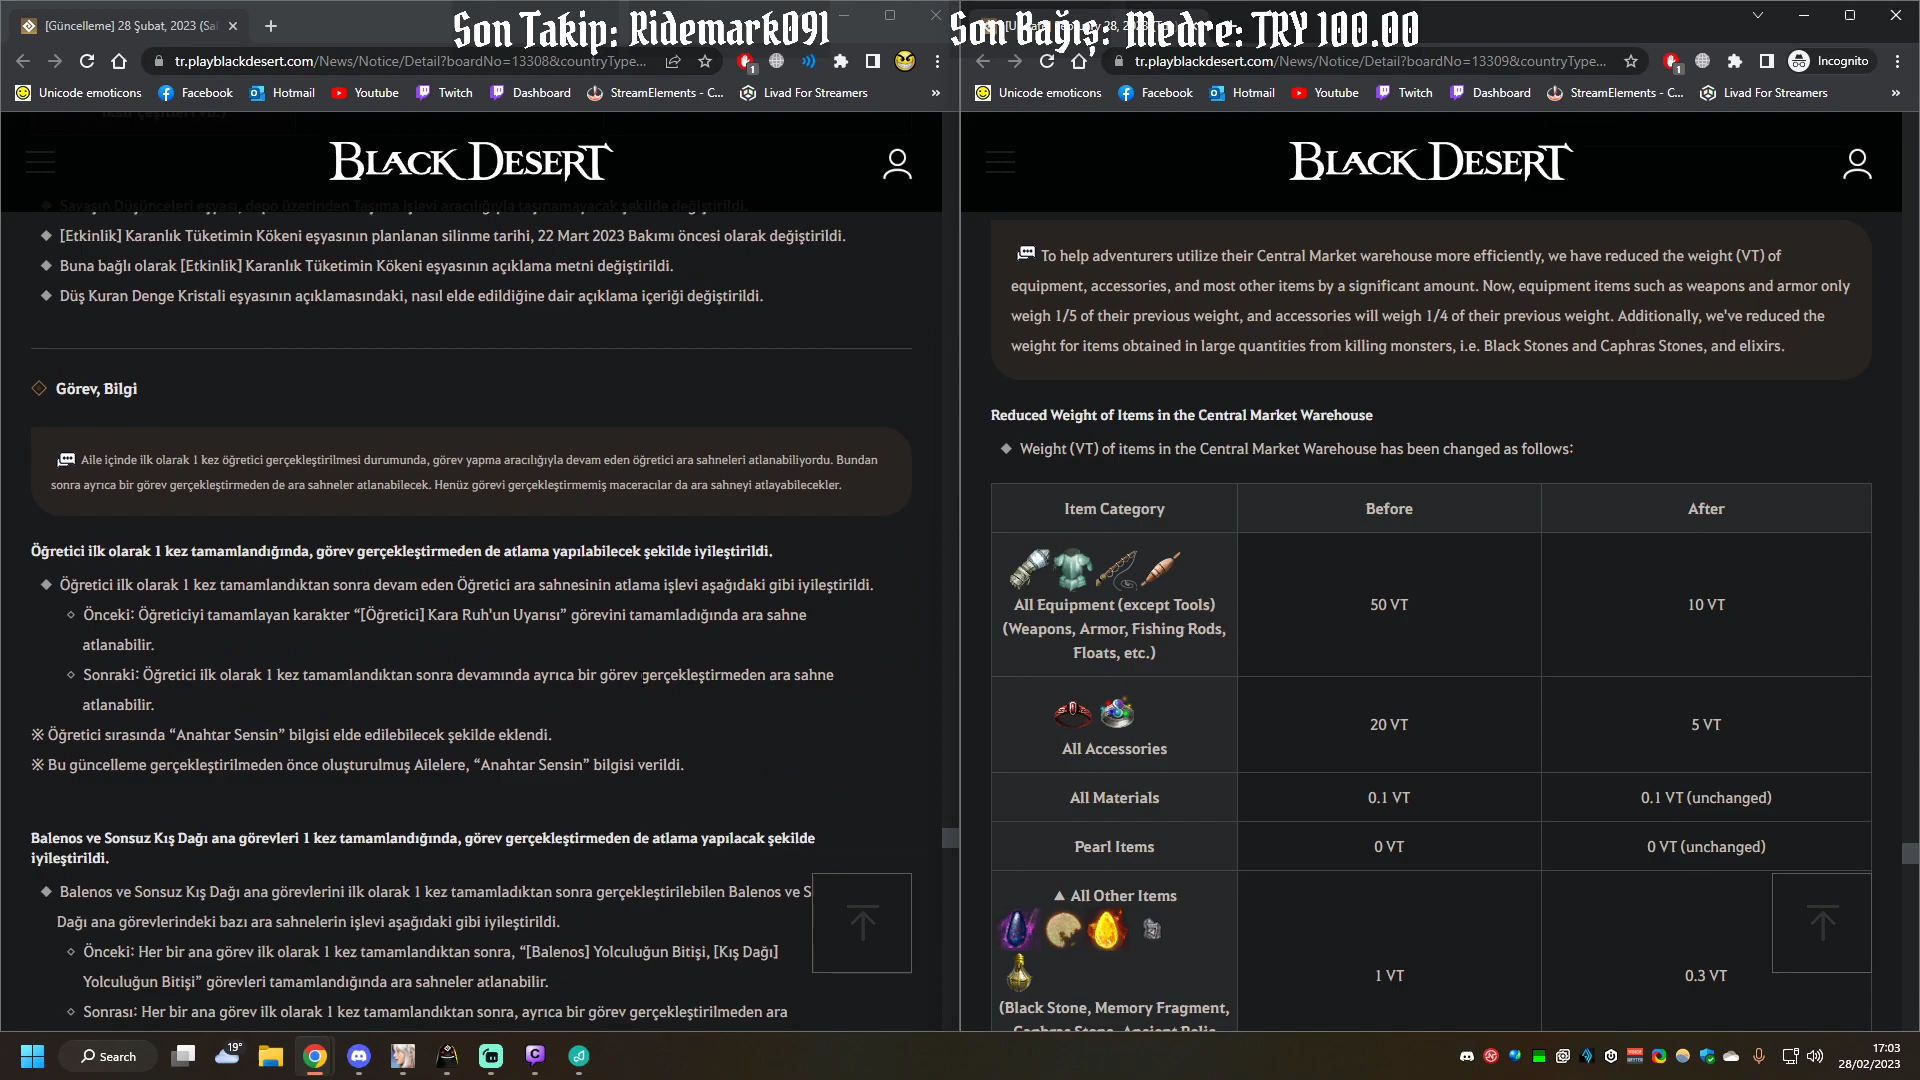 [Güncelleme] 28 Şubat, 2023 (Sal
Son Takip: Ridemark091
Son Bağış: Medre: TRY 100.00
tr.playblackdesert.com/News/Notice/Detail?boardNo=13308&countryType...
Unicode emoticons
Facebook
Hotmail
Youtube
Twitch
Dashboard
StreamElements - C...
Livad For Streamers
»
BLACK DESERT
Savaşın Düşünceleri eşyası, depo üzerinden Taşıma işlevi aracılığıyla taşınamayacak şekilde değiştirildi.
[Etkinlik] Karanlık Tüketimin Kökeni eşyasının planlanan silinme tarihi, 22 Mart 2023 Bakımı öncesi olarak değiştirildi.
Buna bağlı olarak [Etkinlik] Karanlık Tüketimin Kökeni eşyasının açıklama metni değiştirildi.
Düş Kuran Denge Kristali eşyasının açıklamasındaki, nasıl elde edildiğine dair açıklama içeriği değiştirildi.
Görev, Bilgi
Aile içinde ilk olarak 1 kez öğretici gerçekleştirilmesi durumunda, görev yapma aracılığıyla devam eden öğretici ara sahneleri atlanabiliyordu. Bundan
sonra ayrıca bir görev gerçekleştirmeden de ara sahneler atlanabilecek. Henüz görevi gerçekleştirmemiş maceracılar da ara sahneyi atlayabilecekler.
Öğretici ilk olarak 1 kez tamamlandığında, görev gerçekleştirmeden de atlama yapılabilecek şekilde iyileştirildi.
Öğretici ilk olarak 1 kez tamamlandıktan sonra devam eden Öğretici ara sahnesinin atlama işlevi aşağıdaki gibi iyileştirildi.
Önceki: Öğreticiyi tamamlayan karakter “[Öğretici] Kara Ruh'un Uyarısı” görevini tamamladığında ara sahne
atlanabilir.
Sonraki: Öğretici ilk olarak 1 kez tamamlandıktan sonra devamında ayrıca bir görev gerçekleştirmeden ara sahne
atlanabilir.
※ Öğretici sırasında “Anahtar Sensin” bilgisi elde edilebilecek şekilde eklendi.
※ Bu güncelleme gerçekleştirilmeden önce oluşturulmuş Ailelere, “Anahtar Sensin” bilgisi verildi.
Balenos ve Sonsuz Kış Dağı ana görevleri 1 kez tamamlandığında, görev gerçekleştirmeden de atlama yapılacak şekilde
iyileştirildi.
Balenos ve Sonsuz Kış Dağı ana görevlerini ilk olarak 1 kez tamamladıktan sonra gerçekleştirilebilen Balenos ve S
Dağı ana görevlerindeki bazı ara sahnelerin işlevi aşağıdaki gibi iyileştirildi.
Önceki: Her bir ana görev ilk olarak 1 kez tamamlandıktan sonra, “[Balenos] Yolculuğun Bitişi, [Kış Dağı]
Yolculuğun Bitişi” görevleri tamamlandığında ara sahneler atlanabilir.
Sonrası: Her bir ana görev ilk olarak 1 kez tamamlandıktan sonra, ayrıca bir görev gerçekleştirilmeden ara
tr.playblackdesert.com/News/Notice/Detail?boardNo=13309&countryType...
Incognito
Unicode emoticons
Facebook
Hotmail
Youtube
Twitch
Dashboard
StreamElements - C...
Livad For Streamers
»
BLACK DESERT
To help adventurers utilize their Central Market warehouse more efficiently, we have reduced the weight (VT) of
equipment, accessories, and most other items by a significant amount. Now, equipment items such as weapons and armor only
weigh 1/5 of their previous weight, and accessories will weigh 1/4 of their previous weight. Additionally, we've reduced the
weight for items obtained in large quantities from killing monsters, i.e. Black Stones and Caphras Stones, and elixirs.
Reduced Weight of Items in the Central Market Warehouse
Weight (VT) of items in the Central Market Warehouse has been changed as follows:
Item Category
Before
After
All Equipment (except Tools)
(Weapons, Armor, Fishing Rods,
Floats, etc.)
50 VT
10 VT
All Accessories
20 VT
5 VT
All Materials
0.1 VT
0.1 VT (unchanged)
Pearl Items
0 VT
0 VT (unchanged)
▲ All Other Items
(Black Stone, Memory Fragment,
Caphras Stone, Ancient Relic
1 VT
0.3 VT
19°
Search
17:03
28/02/2023